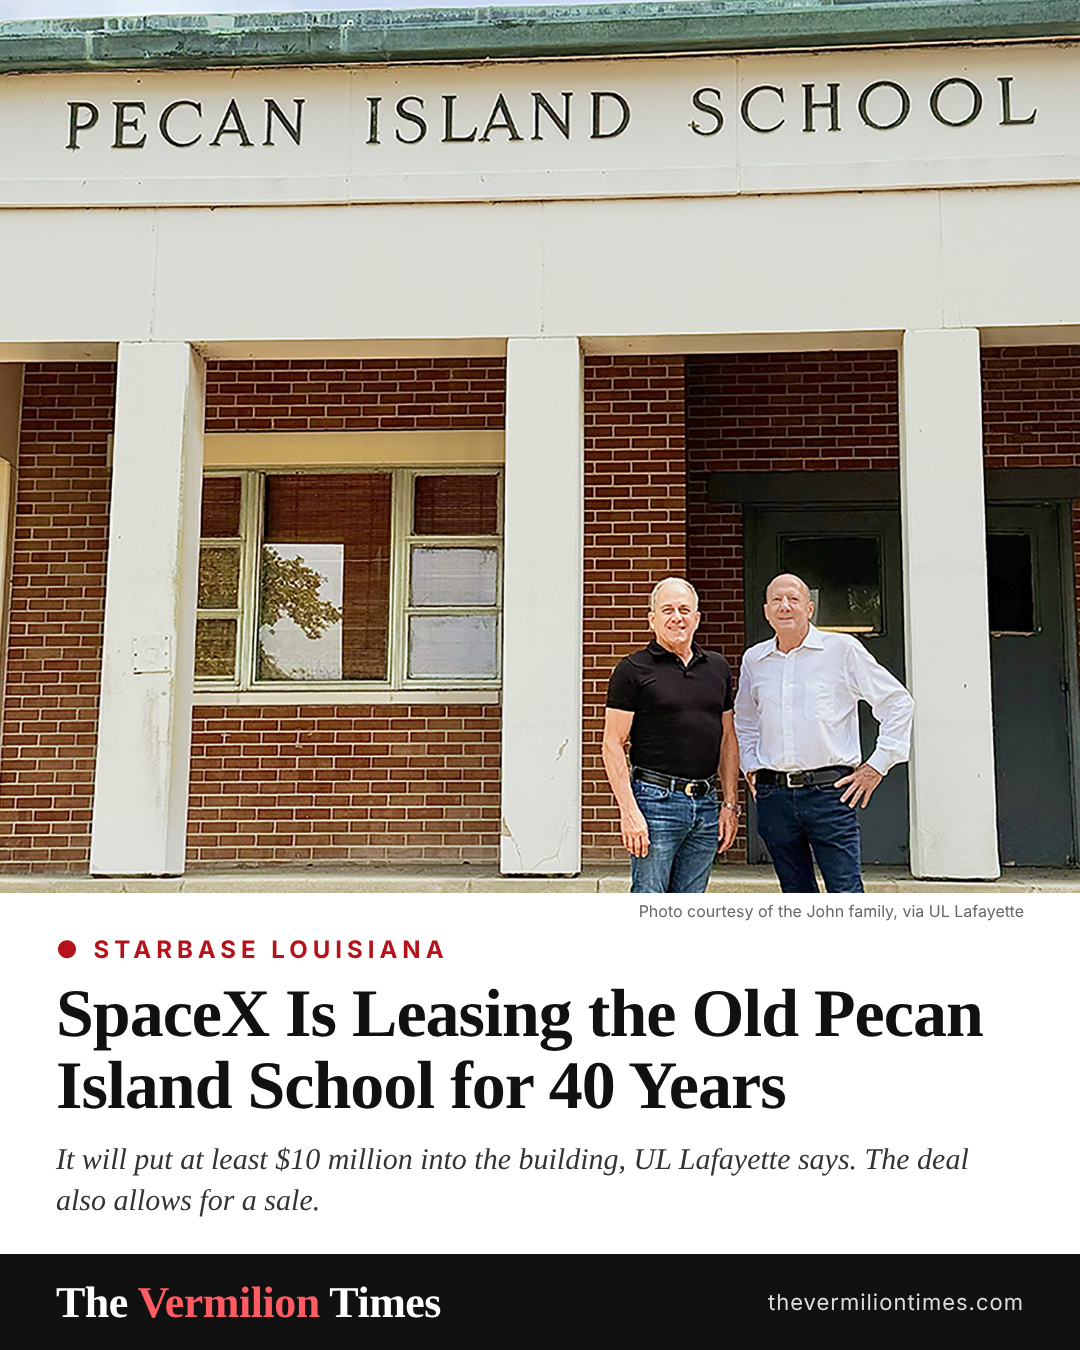 PECAN ISLAND SCHOOL
Photo courtesy of the John family, via UL Lafayette
STARBASE LOUISIANA
SpaceX Is Leasing the Old Pecan
Island School for 40 Years
It will put at least $10 million into the building, UL Lafayette says. The deal
also allows for a sale.
The Vermilion Times
thevermiliontimes.com